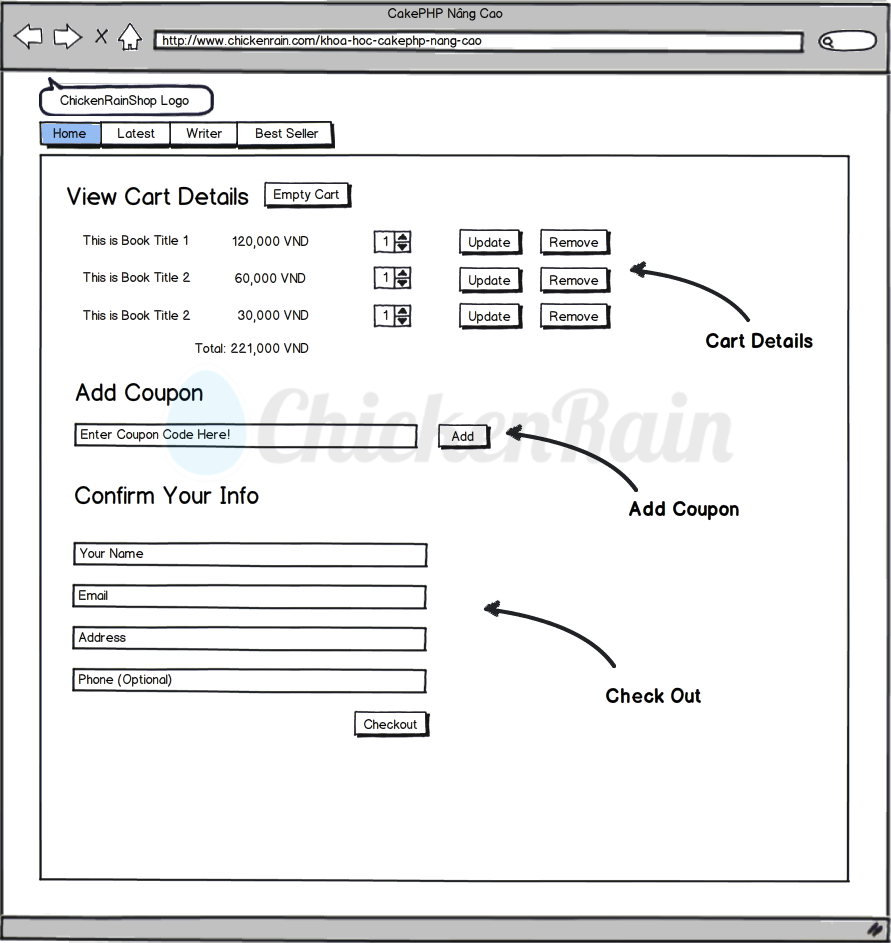 CakePHP Nâng Cao
http://www.chickenrain.com/khoa-hoc-cakephp-nang-cao
ChickenRainShop Logo
Home Latest Writer Best Seller
View Cart Details Empty Cart
This is Book Title 1 120,000 VND 1 Update Remove
This is Book Title 2 60,000 VND 1 Update Remove
This is Book Title 2 30,000 VND 1 Update Remove
Total: 221,000 VND
Cart Details
Add Coupon
ChickenRain
Enter Coupon Code Here! Add
Add Coupon
Confirm Your Info
Your Name
Email
Address
Phone (Optional)
Check Out
Checkout